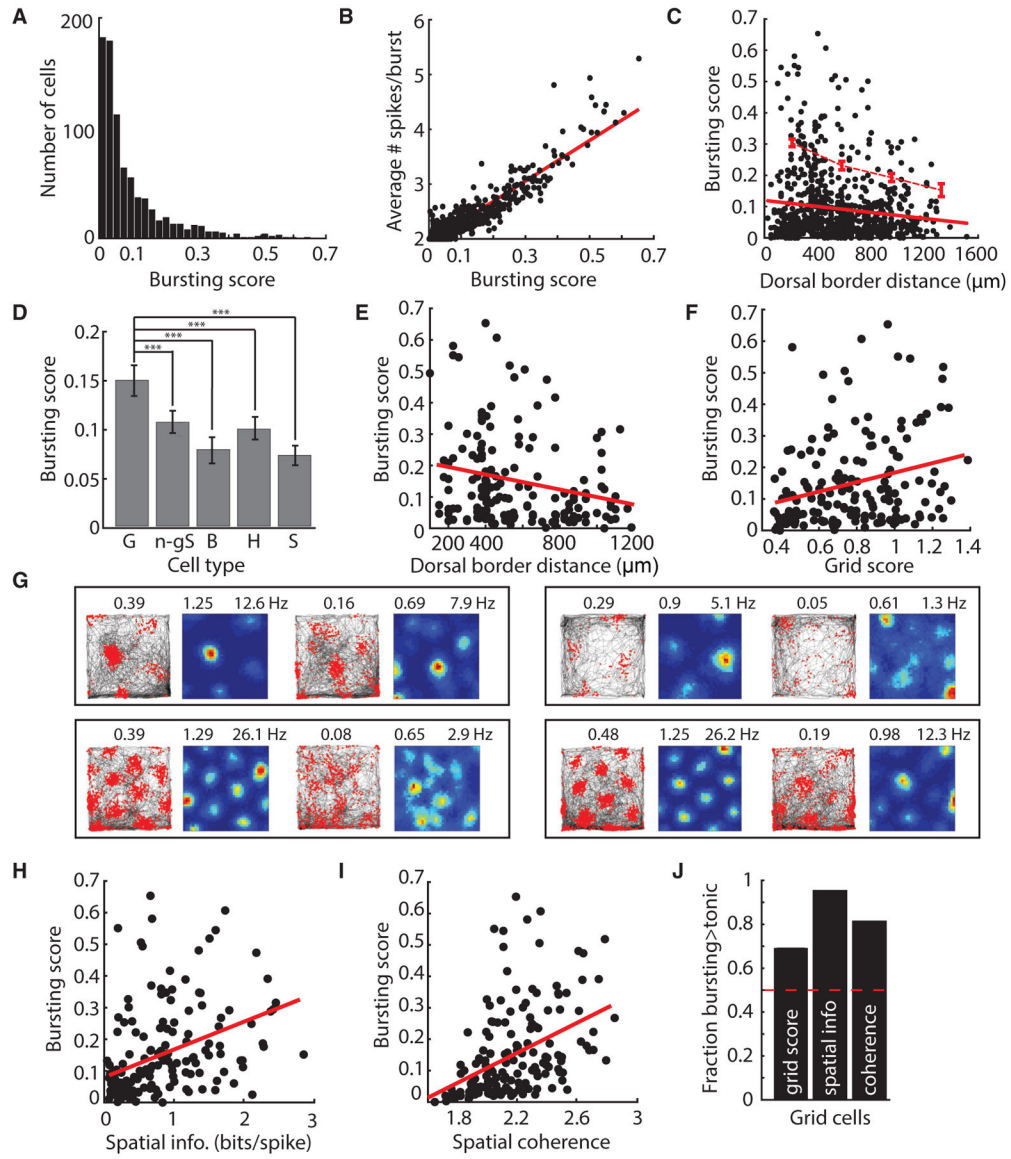 A
200
100
0
Number of cells
0 0.1 0.3 0.5 0.7
Bursting score
B
6
5
4
3
2
Average # spikes/burst
0 0.1 0.3 0.5 0.7
Bursting score
C
0.7
0.6
0.5
0.4
0.3
0.2
0.1
0
Bursting score
0 400 800 1200 1600
Dorsal border distance (µm)
D
0.2
0.15
0.1
0.05
0
Bursting score
***
***
***
***
G n-gS B H S
Cell type
E
0.7
0.6
0.5
0.4
0.3
0.2
0.1
0
Bursting score
200 400 800 1200
Dorsal border distance (µm)
F
0.7
0.6
0.5
0.4
0.3
0.2
0.1
0
Bursting score
0.4 0.6 0.8 1 1.2 1.4
Grid score
G
0.39 1.25 12.6 Hz 0.16 0.69 7.9 Hz
0.29 0.9 5.1 Hz 0.05 0.61 1.3 Hz
0.39 1.29 26.1 Hz 0.08 0.65 2.9 Hz
0.48 1.25 26.2 Hz 0.19 0.98 12.3 Hz
H
0.7
0.6
0.5
0.4
0.3
0.2
0.1
0
Bursting score
0 1 2 3
Spatial info. (bits/spike)
I
0.7
0.6
0.5
0.4
0.3
0.2
0.1
0
Bursting score
1.8 2.2 2.6 3
Spatial coherence
J
1
0.8
0.6
0.4
0.2
0
Fraction bursting>tonic
grid score
spatial info
coherence
Grid cells